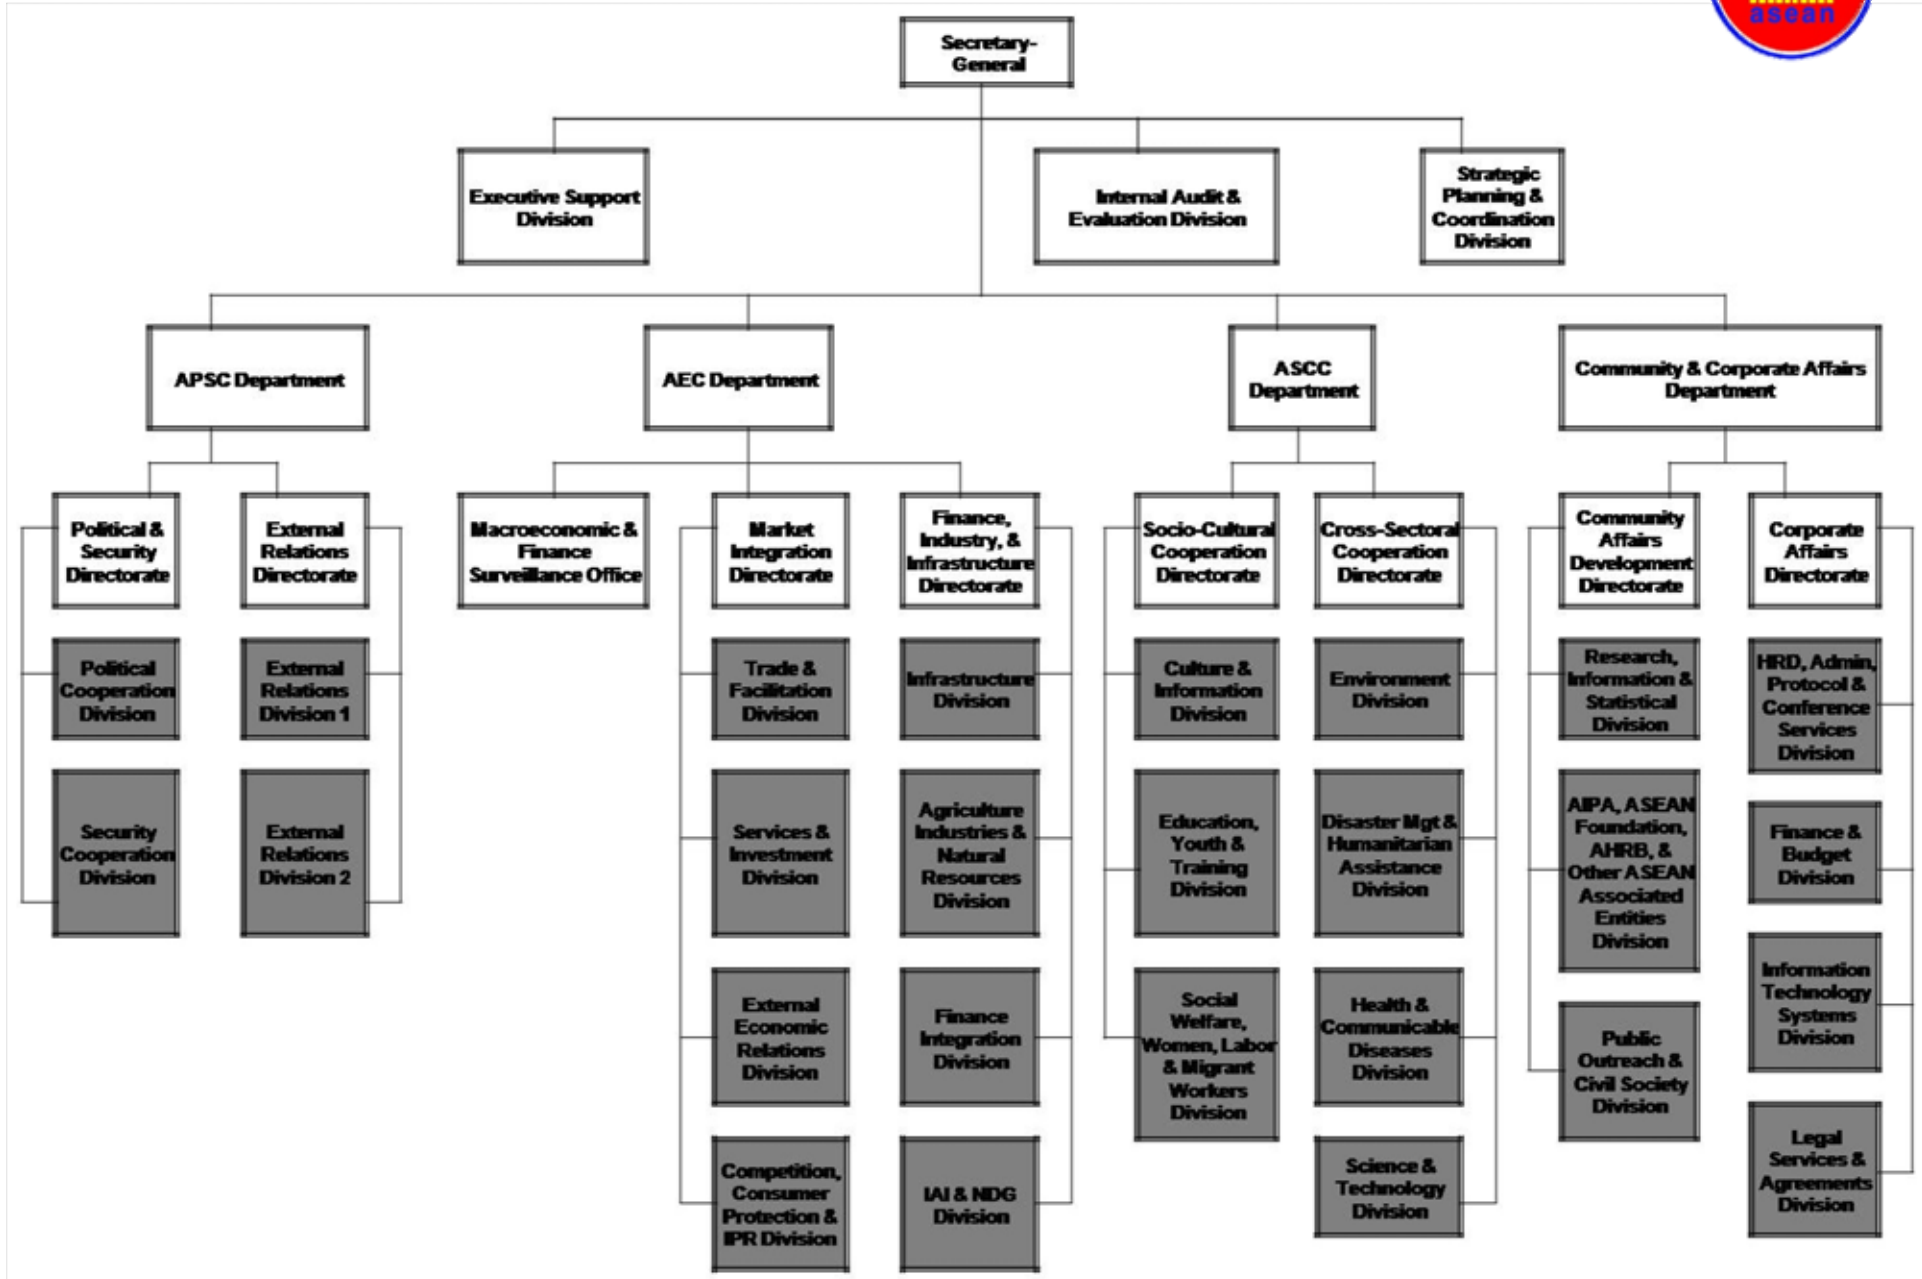 asean
Secretary-
General
Executive Support
Division
Internal Audit &
Evaluation Division
Strategic
Planning &
Coordination
Division
APSC Department
AEC Department
ASCC
Department
Community & Corporate Affairs
Department
Political &
Security
Directorate
External
Relations
Directorate
Macroeconomic &
Finance
Surveillance Office
Market
Integration
Directorate
Finance,
Industry, &
Infrastructure
Directorate
Socio-Cultural
Cooperation
Directorate
Cross-Sectoral
Cooperation
Directorate
Community
Affairs
Development
Directorate
Corporate
Affairs
Directorate
Political
Cooperation
Division
External
Relations
Division 1
Trade &
Facilitation
Division
Infrastructure
Division
Culture &
Information
Division
Environment
Division
Research,
Information &
Statistical
Division
HRD, Admin,
Protocol &
Conference
Services
Division
Security
Cooperation
Division
External
Relations
Division 2
Services &
Investment
Division
Agriculture
Industries &
Natural
Resources
Division
Education,
Youth &
Training
Division
Disaster Mgt &
Humanitarian
Assistance
Division
AIPA, ASEAN
Foundation,
AHRB, &
Other ASEAN
Associated
Entities
Division
Finance &
Budget
Division
External
Economic
Relations
Division
Finance
Integration
Division
Social
Welfare,
Women, Labor
& Migrant
Workers
Division
Health &
Communicable
Diseases
Division
Public
Outreach &
Civil Society
Division
Information
Technology
Systems
Division
Competition,
Consumer
Protection &
IPR Division
IAI & NDG
Division
Science &
Technology
Division
Legal
Services &
Agreements
Division